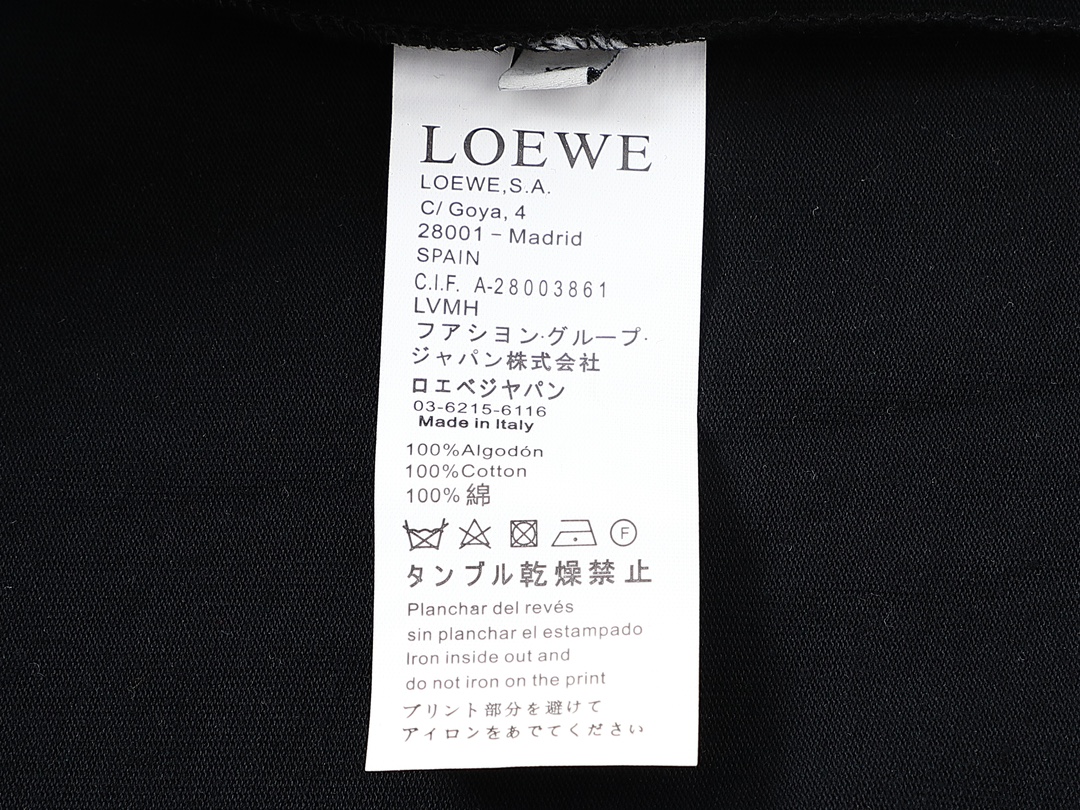 LOEWE
LOEWE,S.A.
C/ Goya, 4
28001 - Madrid
SPAIN
C.I.F. A-28003861
LVMH
フアシヨン·グループ·
ジャパン株式会社
ロエベジヤパン
03-6215-6116
Made in Italy
100%Algodón
100%Cotton
100%綿
F
タンブル乾燥禁止
Planchar del revés
sin planchar el estampado
Iron inside out and
do not iron on the print
プリント部分を避けて
アイロンをあでてください